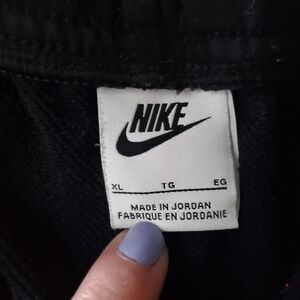 NIKE
XL TG EG
MADE IN JORDAN
FABRIQUE EN JORDANIE